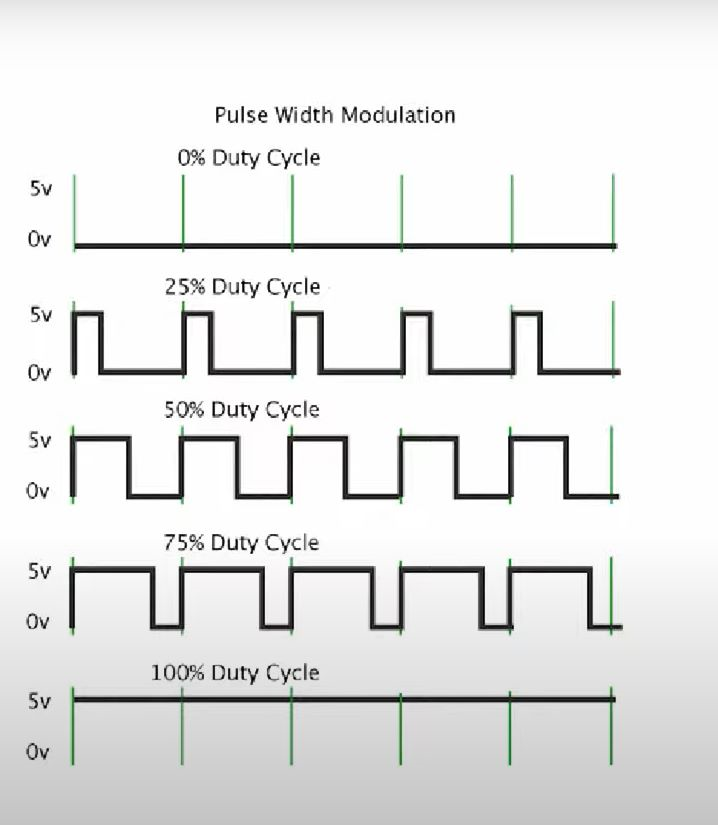 Pulse Width Modulation
0% Duty Cycle
5v
0v
25% Duty Cycle
5v
0v
50% Duty Cycle
5v
0v
75% Duty Cycle
5v
0v
100% Duty Cycle
5v
0v